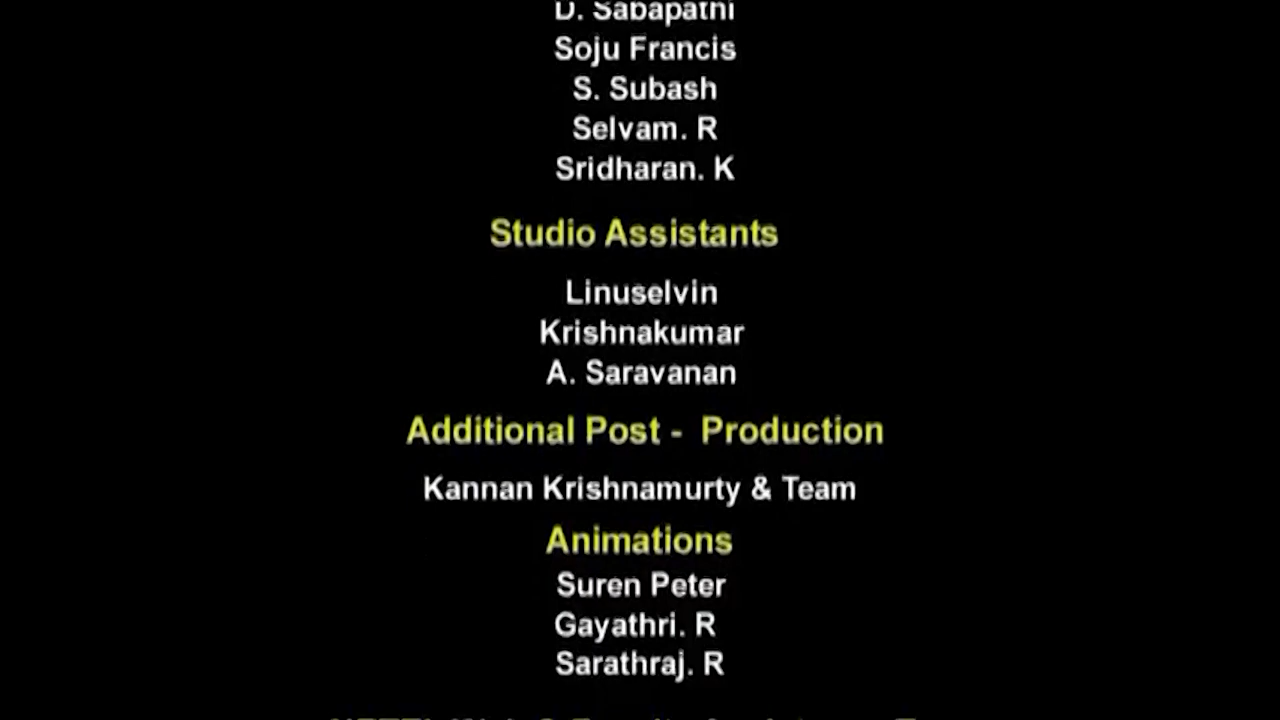 D. Sabapathi
Soju Francis
S. Subash
Selvam. R
Sridharan. K
Studio Assistants
Linuselvin
Krishnakumar
A. Saravanan
Additional Post -  Production
Kannan Krishnamurty & Team
Animations
Suren Peter
Gayathri. R
Sarathraj. R